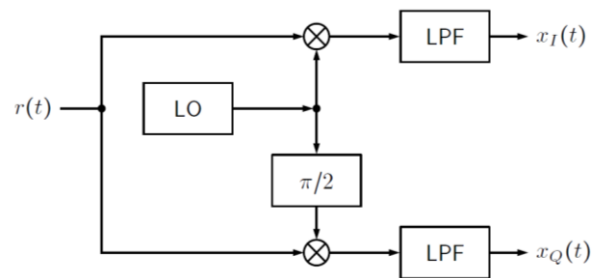 LPF
x_I(t)
r(t)
LO
π/2
LPF
x_Q(t)